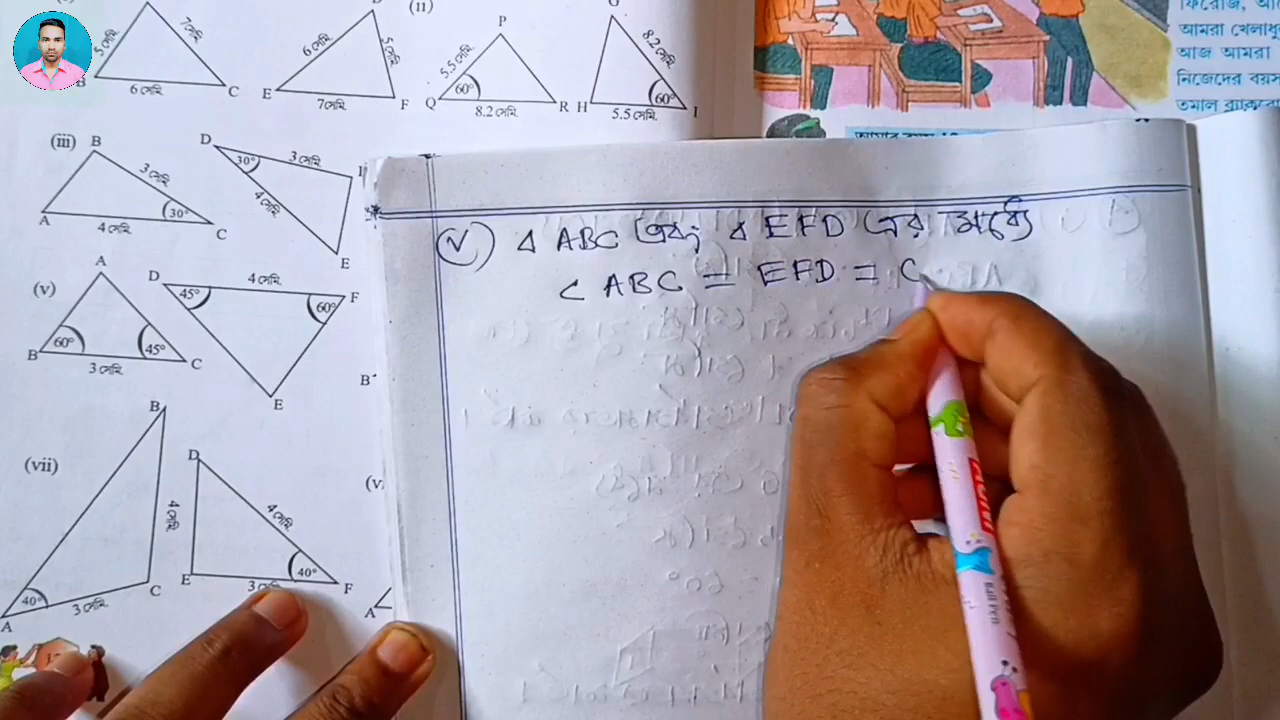 (ii)
5 সেমি.
7সেমি.
B
6 সেমি.
C
6 সেমি.
5 সেমি.
E
7সেমি.
F
P
5.5 সেমি.
60°
Q
8.2 সেমি.
R
G
8.2 সেমি.
60°
H
5.5 সেমি.
I
(iii)
B
3 সেমি
30°
A
4 সেমি.
C
D
30°
3 সেমি
4 সেমি.
E
(v)
A
60°
45°
B
3 সেমি.
C
D
4 সেমি
F
45°
60°
E
B
(vii)
B
4 সেমি.
40°
A
3 সেমি.
C
D
4 সেমি.
40°
E
F
A
ফিরোজ,
আমরা খেলাধু
আজ আমরা
নিজেদের বয়স
(v) Δ ABC এবং Δ EFD এর মধ্যে
∠ ABC = EFD = 6